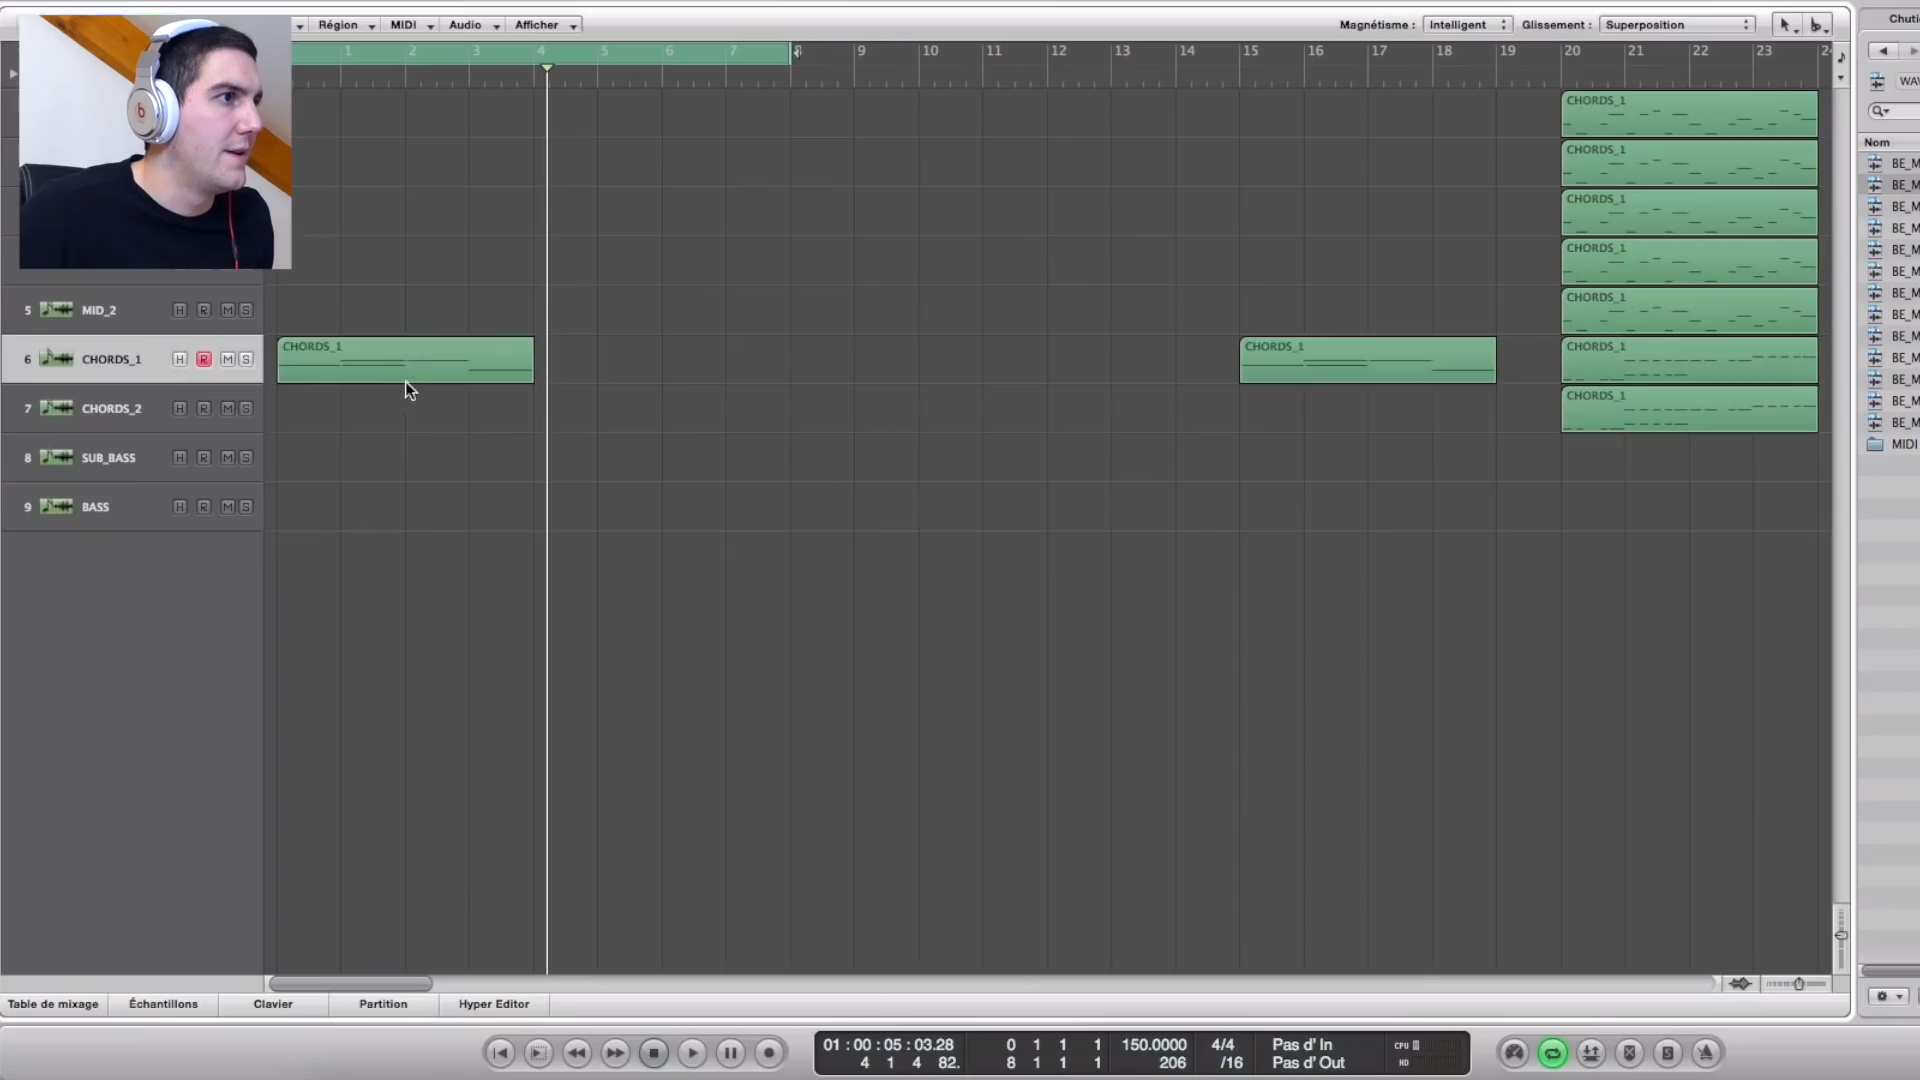 Région MIDI Audio Afficher Magnétisme : Intelligent Glissement : Superposition
1 2 3 4 5 6 7 8 9 10 11 12 13 14 15 16 17 18 19 20 21 22 23
CHORDS_1
CHORDS_1
CHORDS_1
CHORDS_1
5 MID_2 H R M S CHORDS_1
6 CHORDS_1 H R M S CHORDS_1 CHORDS_1 CHORDS_1
7 CHORDS_2 H R M S CHORDS_1
8 SUB_BASS H R M S
9 BASS H R M S
Chuti
WAV
Nom
BE_M
BE_M
BE_M
BE_M
BE_M
BE_M
BE_M
BE_M
BE_M
BE_M
BE_M
BE_M
BE_M
MIDI
Table de mixage Échantillons Clavier Partition Hyper Editor
01 : 00 : 05 : 03.28 0 1 1 1 150.0000 4/4 Pas d' In CPU
4 1 4 82. 8 1 1 1 206 /16 Pas d' Out HD